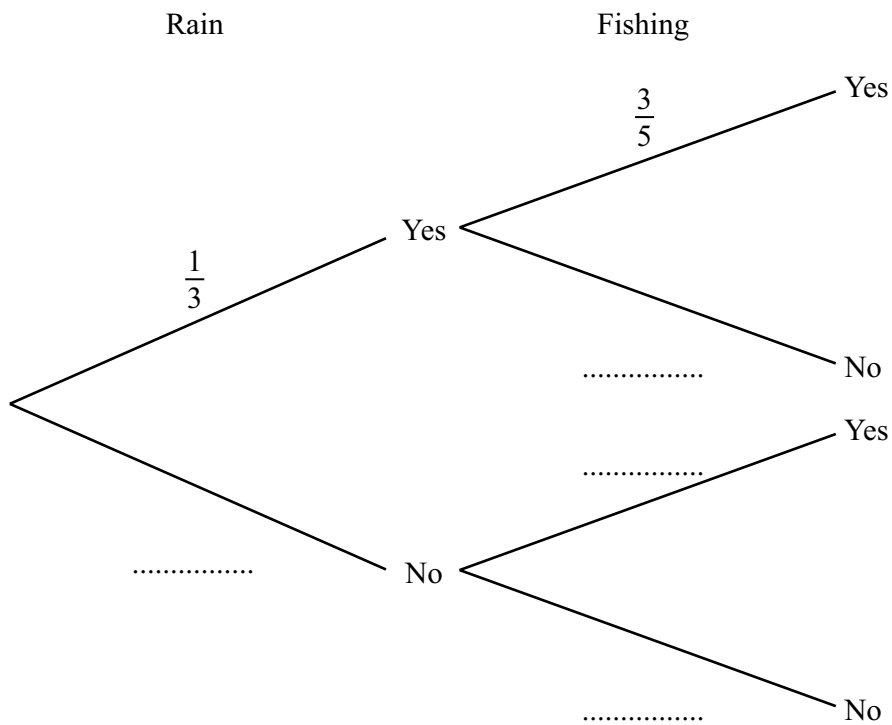 Rain Fishing
Yes
3/5
Yes
1/3
No
................
Yes
................
................ No
No
................